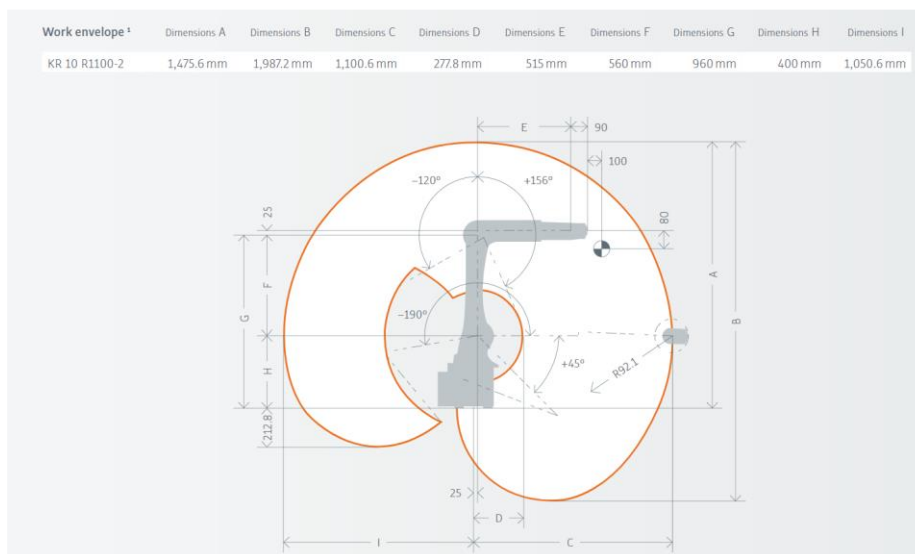 Work envelope ¹ Dimensions A Dimensions B Dimensions C Dimensions D Dimensions E Dimensions F Dimensions G Dimensions H Dimensions I
KR 10 R1100-2 1,475.6 mm 1,987.2 mm 1,100.6 mm 277.8 mm 515 mm 560 mm 960 mm 400 mm 1,050.6 mm
E 90
100
–120° +156°
25
80
F
A
G
B
–190°
+45°
R92.1
H
212.8
25
D
I C